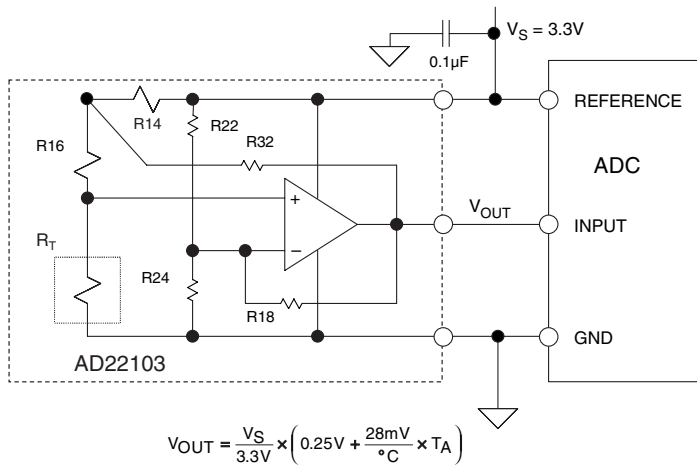 V_S = 3.3V
0.1µF
REFERENCE
R14
R22
R16
R32
ADC
+
V_OUT
INPUT
R_T
−
R24
R18
GND
AD22103
V_OUT = V_S/3.3V × (0.25V + 28mV/°C × T_A)